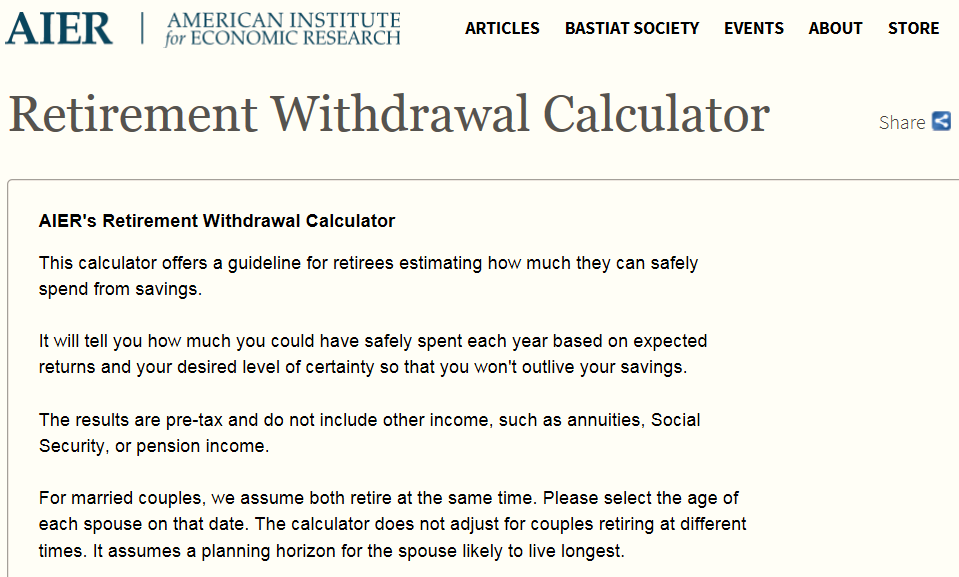 AIER | AMERICAN INSTITUTE
for ECONOMIC RESEARCH
ARTICLES BASTIAT SOCIETY EVENTS ABOUT STORE
Retirement Withdrawal Calculator
Share
AIER's Retirement Withdrawal Calculator
This calculator offers a guideline for retirees estimating how much they can safely
spend from savings.
It will tell you how much you could have safely spent each year based on expected
returns and your desired level of certainty so that you won't outlive your savings.
The results are pre-tax and do not include other income, such as annuities, Social
Security, or pension income.
For married couples, we assume both retire at the same time. Please select the age of
each spouse on that date. The calculator does not adjust for couples retiring at different
times. It assumes a planning horizon for the spouse likely to live longest.